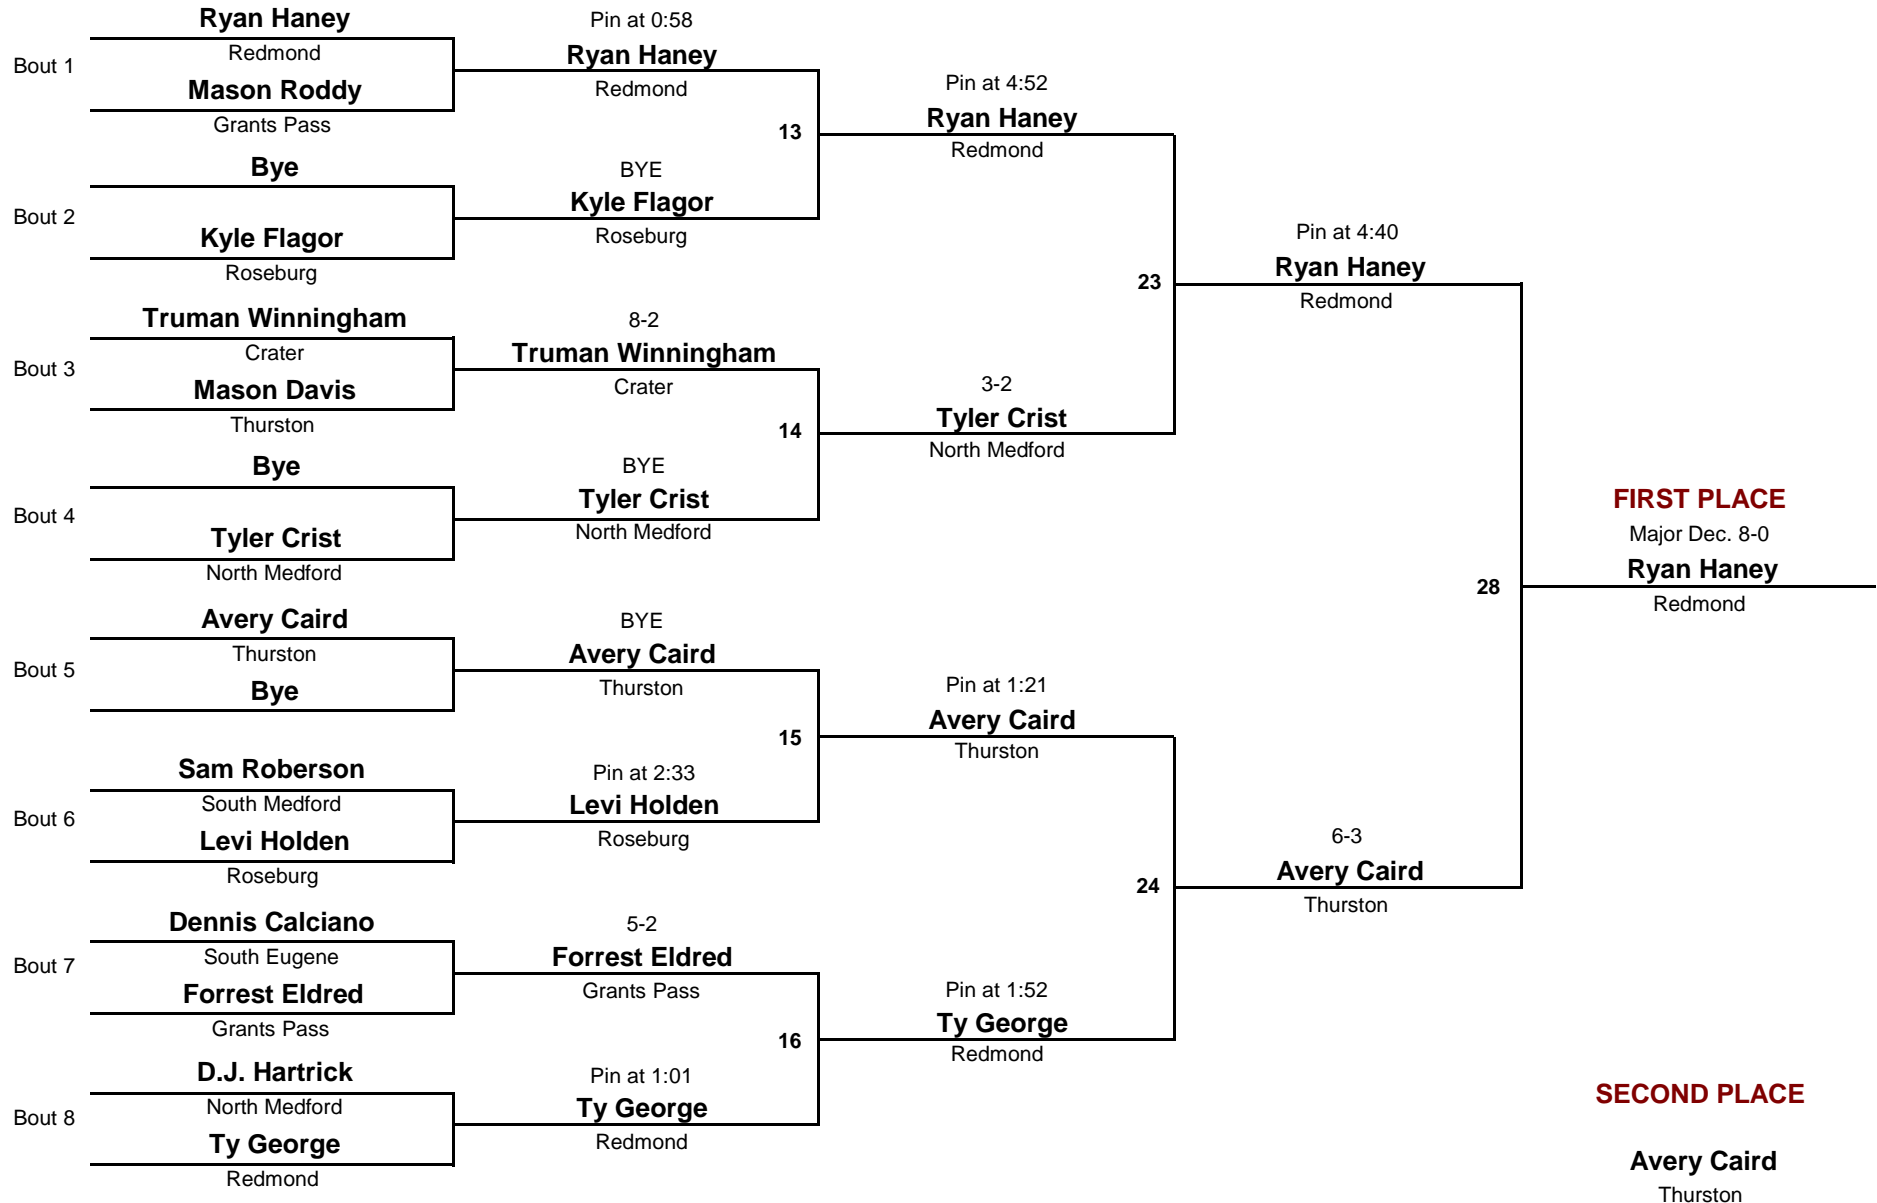 Ryan Haney
Bout 1
Redmond
Mason Roddy
Grants Pass
Bye
Bout 2
Kyle Flagor
Roseburg
Truman Winningham
Bout 3
Crater
Mason Davis
Thurston
Bye
Bout 4
Tyler Crist
North Medford
Avery Caird
Bout 5
Thurston
Bye
Sam Roberson
Bout 6
South Medford
Levi Holden
Roseburg
Dennis Calciano
Bout 7
South Eugene
Forrest Eldred
Grants Pass
D.J. Hartrick
Bout 8
North Medford
Ty George
Redmond
Pin at 0:58
Ryan Haney
Redmond
13
BYE
Kyle Flagor
Roseburg
8-2
Truman Winningham
Crater
14
BYE
Tyler Crist
North Medford
BYE
Avery Caird
Thurston
15
Pin at 2:33
Levi Holden
Roseburg
5-2
Forrest Eldred
Grants Pass
16
Pin at 1:01
Ty George
Redmond
Pin at 4:52
Ryan Haney
Redmond
23
3-2
Tyler Crist
North Medford
Pin at 1:21
Avery Caird
Thurston
24
Pin at 1:52
Ty George
Redmond
Pin at 4:40
Ryan Haney
Redmond
28
6-3
Avery Caird
Thurston
FIRST PLACE
Major Dec. 8-0
Ryan Haney
Redmond
SECOND PLACE
Avery Caird
Thurston